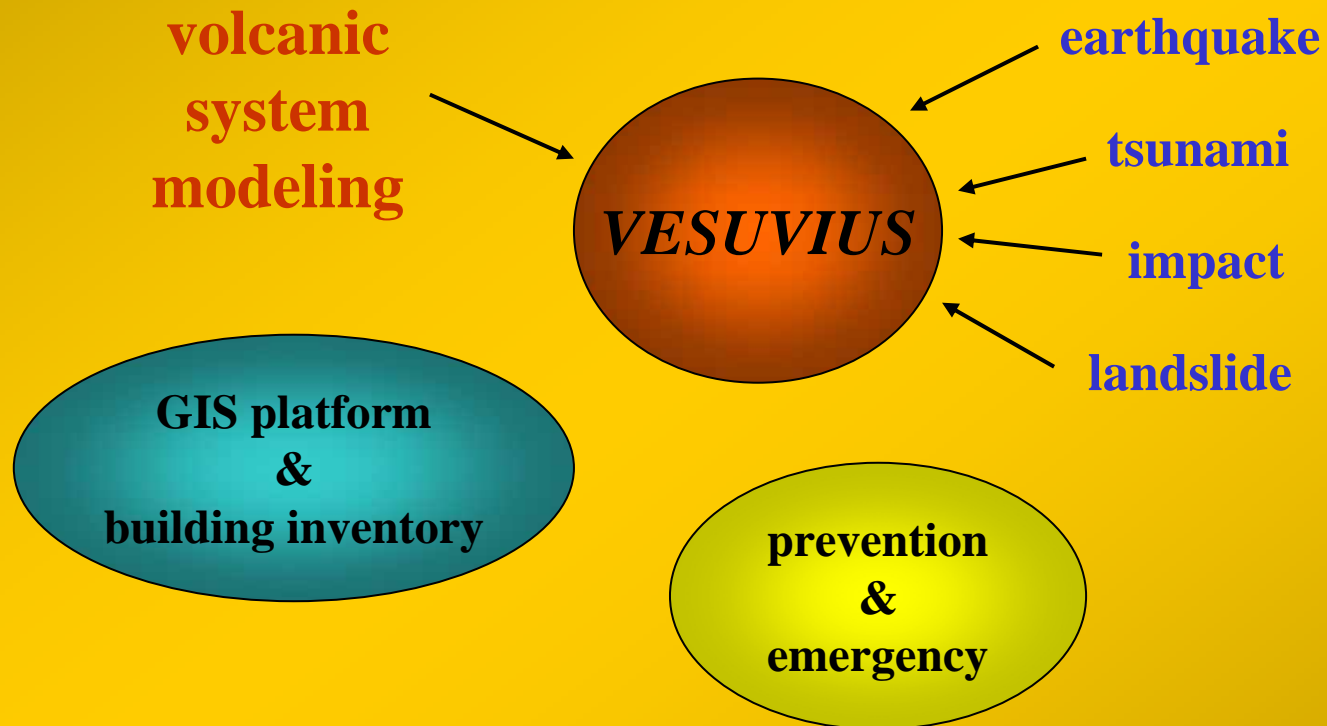 volcanic
system
modeling
VESUVIUS
earthquake
tsunami
impact
landslide
GIS platform
&
building inventory
prevention
&
emergency